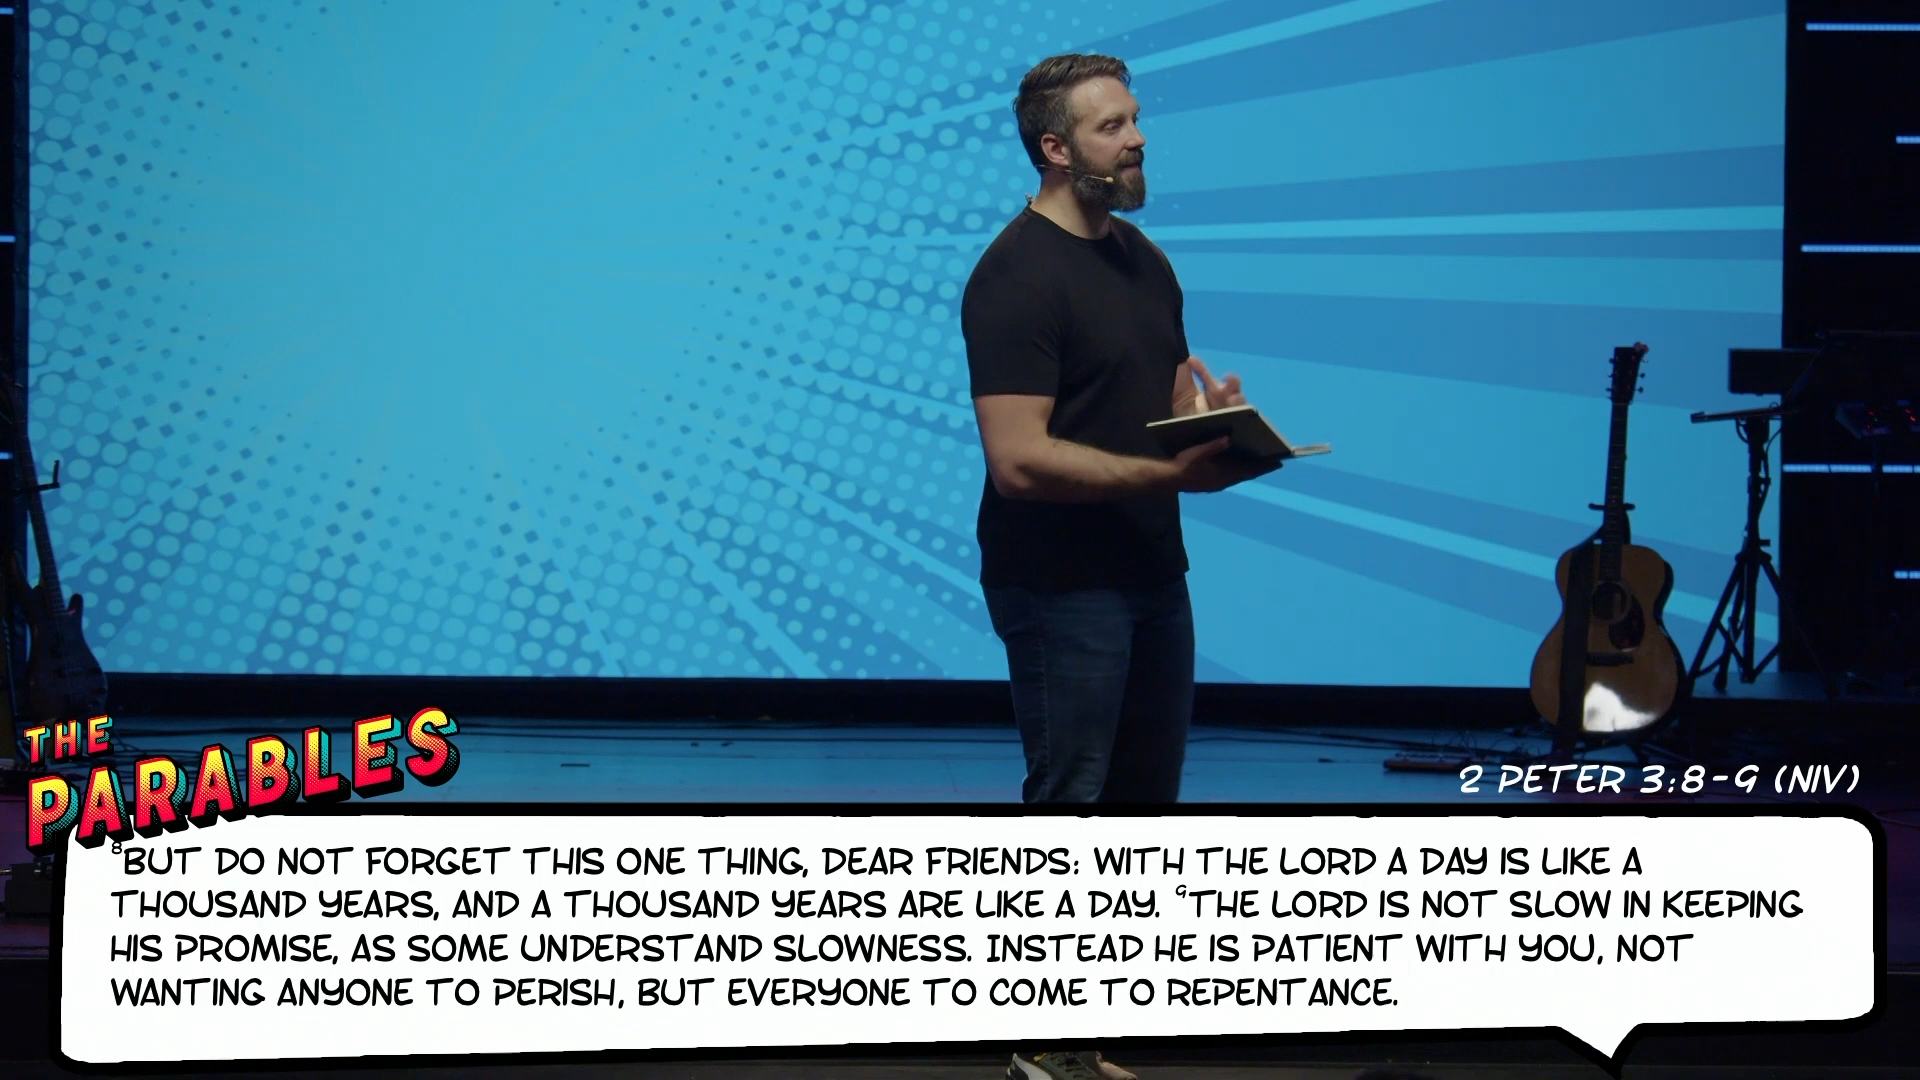 THE
PARABLES
2 PETER 3:8-9 (NIV)
⁸BUT DO NOT FORGET THIS ONE THING, DEAR FRIENDS: WITH THE LORD A DAY IS LIKE A
THOUSAND YEARS, AND A THOUSAND YEARS ARE LIKE A DAY. ⁹THE LORD IS NOT SLOW IN KEEPING
HIS PROMISE, AS SOME UNDERSTAND SLOWNESS. INSTEAD HE IS PATIENT WITH YOU, NOT
WANTING ANYONE TO PERISH, BUT EVERYONE TO COME TO REPENTANCE.